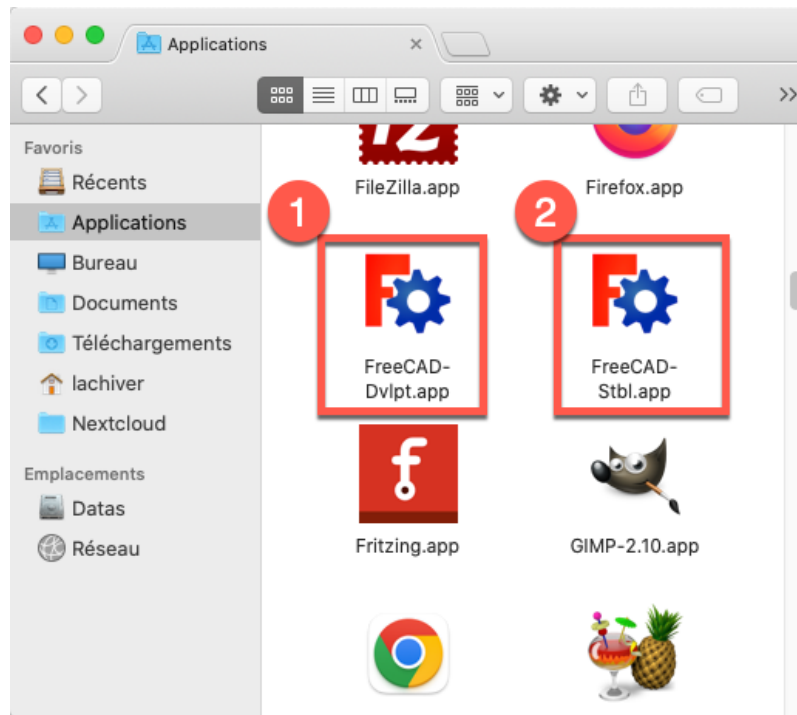 Applications
Favoris
Récents
Applications
Bureau
Documents
Téléchargements
lachiver
Nextcloud
Emplacements
Datas
Réseau
FileZilla.app
Firefox.app
1
2
FreeCAD-
Dvlpt.app
FreeCAD-
Stbl.app
Fritzing.app
GIMP-2.10.app